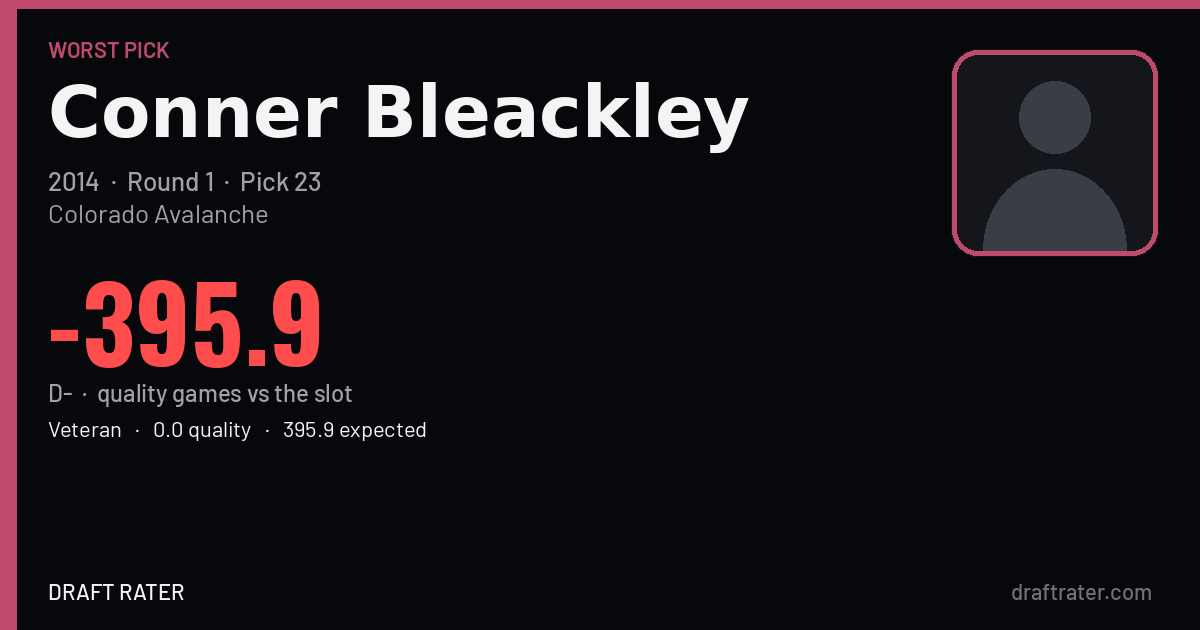 WORST PICK
Conner Bleackley
2014 · Round 1 · Pick 23
Colorado Avalanche
-395.9
D- · quality games vs the slot
Veteran · 0.0 quality · 395.9 expected
DRAFT RATER
draftrater.com